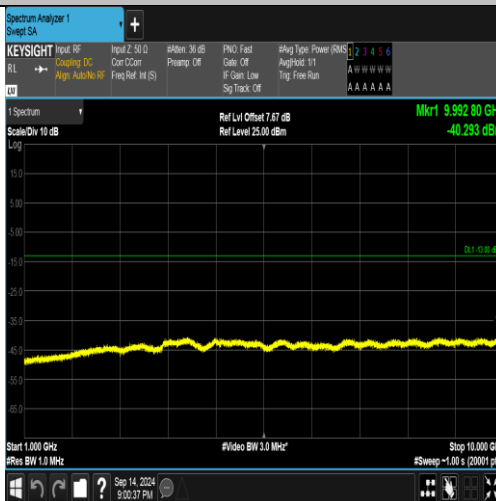 Spectrum Analyzer 1
Swept SA
+
KEYSIGHT
RL
Input: RF
Coupling: DC
Align: Auto/No RF
Input Z: 50 Ω
Corr CCorr
Freq Ref: Int (S)
#Atten: 36 dB
Preamp: Off
PNO: Fast
Gate: Off
IF Gain: Low
Sig Track: Off
#Avg Type: Power (RMS
Avg|Hold: 1/1
Trig: Free Run
1 2 3 4 5 6
A W W W W W
A A A A A A
1 Spectrum
Scale/Div 10 dB
Log
Ref Lvl Offset 7.67 dB
Ref Level 25.00 dBm
Mkr1 9.992 80 GH
-40.293 dB
15.0
5.00
-5.00
-15.0
-25.0
-35.0
-45.0
-55.0
-65.0
DL1 -13.00 d
Start 1.000 GHz
#Res BW 1.0 MHz
#Video BW 3.0 MHz*
Stop 10.000 G
#Sweep ~1.00 s (20001 pt
?
Sep 14, 2024
9:00:37 PM